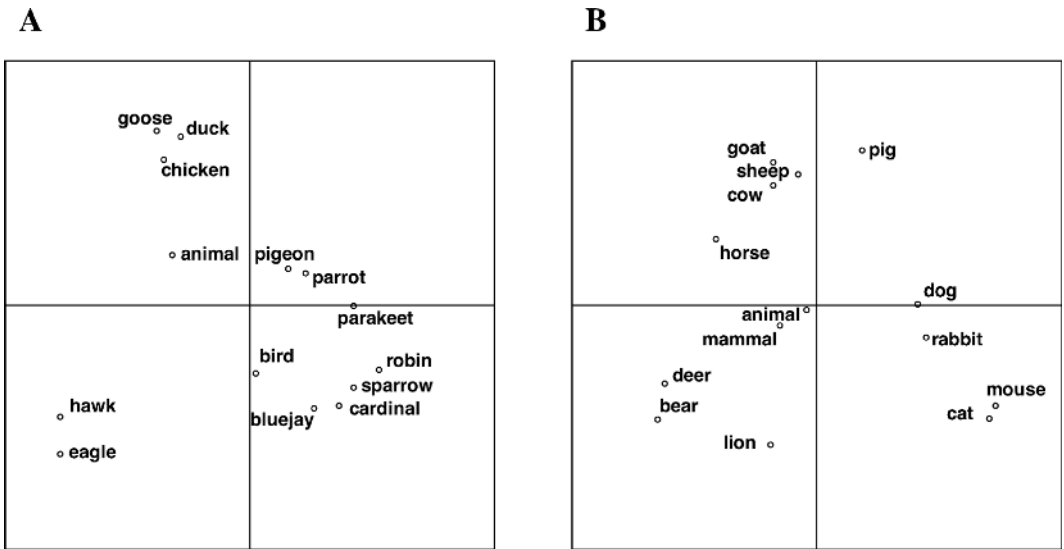 A
goose
duck
chicken
animal
pigeon
parrot
parakeet
bird
robin
sparrow
cardinal
bluejay
hawk
eagle
B
goat
pig
sheep
cow
horse
dog
animal
mammal
rabbit
deer
bear
mouse
cat
lion